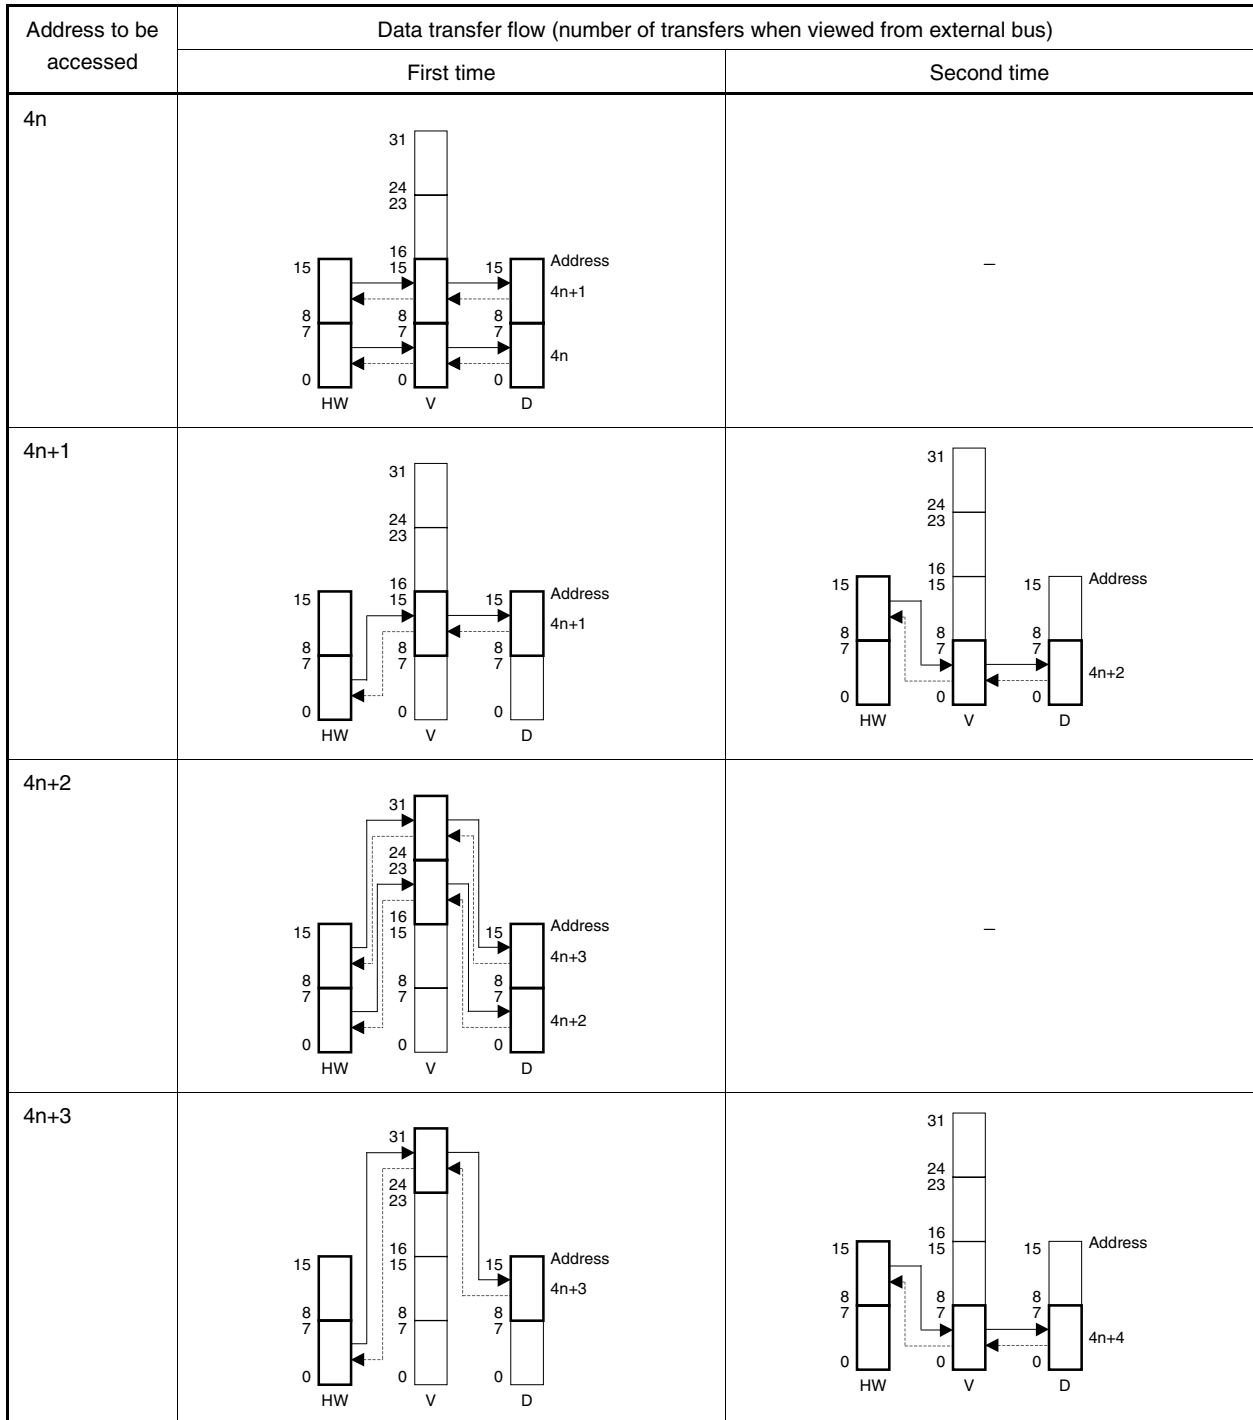 Address to be
accessed
Data transfer flow (number of transfers when viewed from external bus)
First time
Second time
4n
31
24
23
16
15 15 15 Address
4n+1
8 8 8
7 7 7
4n
0 0 0
HW V D
–
4n+1
31
24
23
16
15 15 15 Address
4n+1
8 8 8
7 7 7
0 0 0
HW V D
31
24
23
16
15 15 15 Address
8 8 8
7 7 7
4n+2
0 0 0
HW V D
4n+2
31
24
23
16
15 15 15 Address
4n+3
8 8 8
7 7 7
4n+2
0 0 0
HW V D
–
4n+3
31
24
23
16
15 15 15 Address
4n+3
8 8 8
7 7 7
0 0 0
HW V D
31
24
23
16
15 15 15 Address
8 8 8
7 7 7
4n+4
0 0 0
HW V D